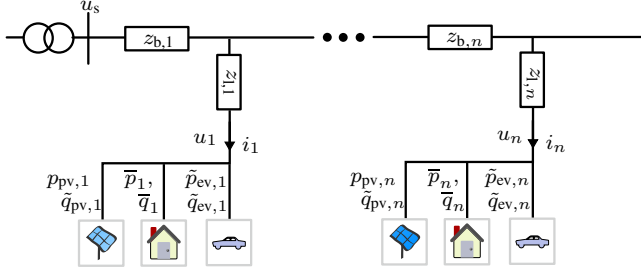 u_s
z_{b,1}
z_{b,n}
z_{l,1}
z_{l,n}
u_1
i_1
u_n
i_n
p_{pv,1}
\overline{p}_1,
\tilde{p}_{ev,1}
\tilde{q}_{pv,1}
\overline{q}_1
\tilde{q}_{ev,1}
p_{pv,n}
\overline{p}_n,
\tilde{p}_{ev,n}
\tilde{q}_{pv,n}
\overline{q}_n
\tilde{q}_{ev,n}